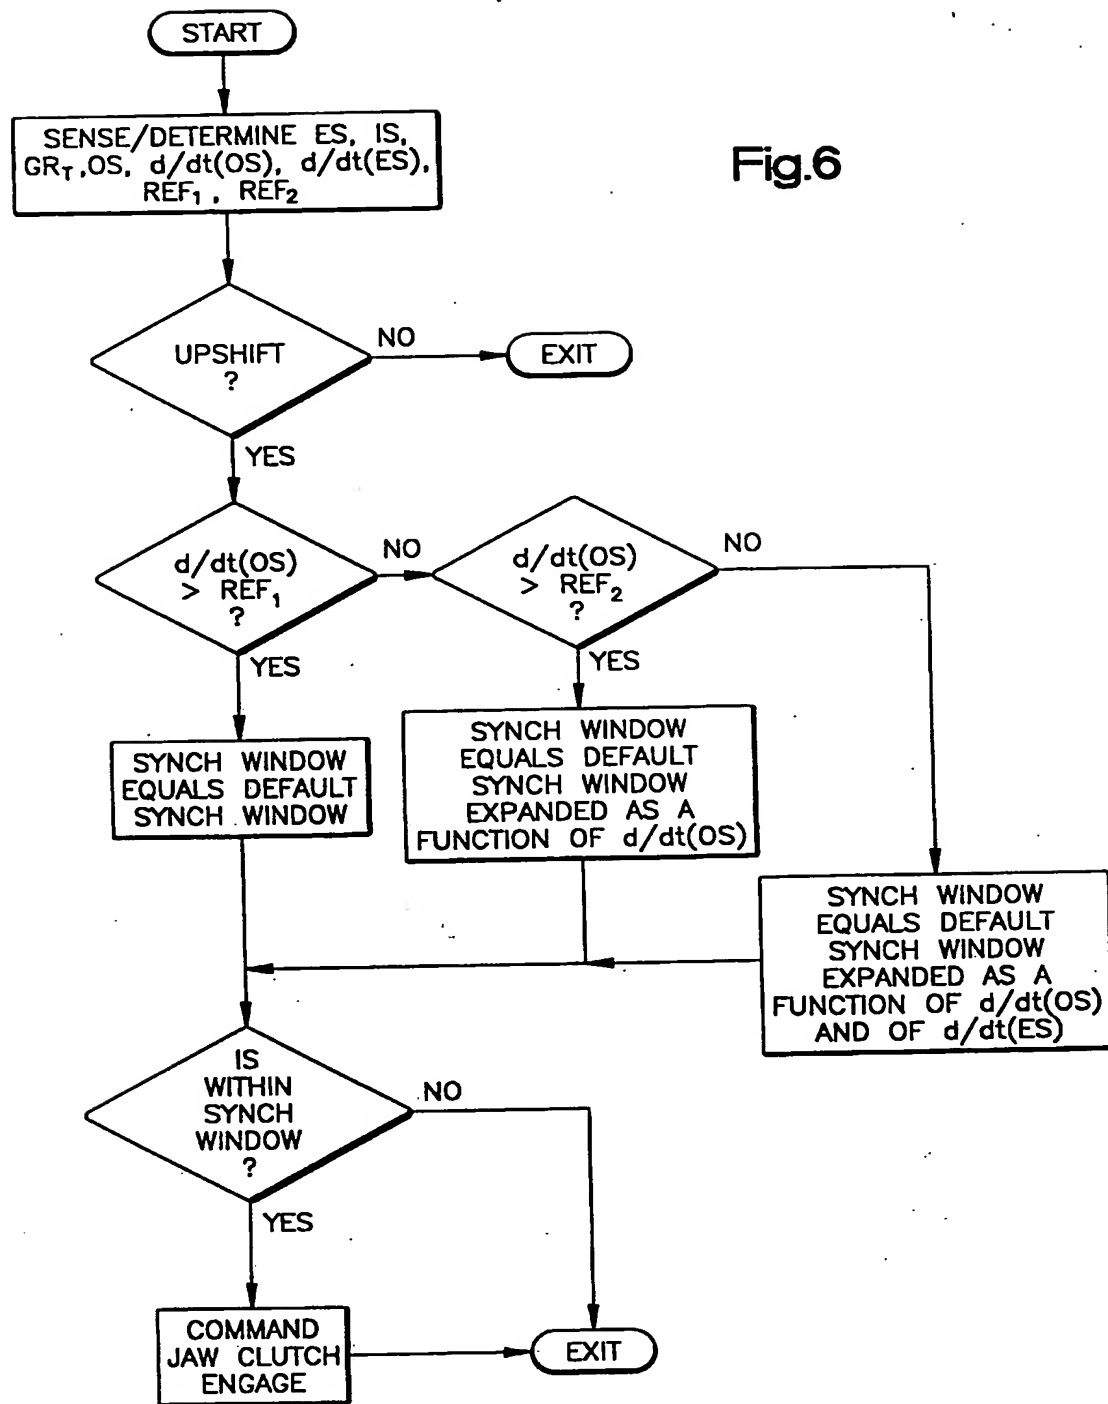 START
SENSE/DETERMINE ES, IS,
GR_T, OS, d/dt(OS), d/dt(ES),
REF₁, REF₂
Fig.6
UPSHIFT
?
NO
EXIT
YES
d/dt(OS)
> REF₁
?
NO
d/dt(OS)
> REF₂
?
NO
YES
YES
SYNCH WINDOW
EQUALS DEFAULT
SYNCH WINDOW
SYNCH WINDOW
EQUALS DEFAULT
SYNCH WINDOW
EXPANDED AS A
FUNCTION OF d/dt(OS)
SYNCH WINDOW
EQUALS DEFAULT
SYNCH WINDOW
EXPANDED AS A
FUNCTION OF d/dt(OS)
AND OF d/dt(ES)
IS
WITHIN
SYNCH
WINDOW
?
NO
YES
COMMAND
JAW CLUTCH
ENGAGE
EXIT